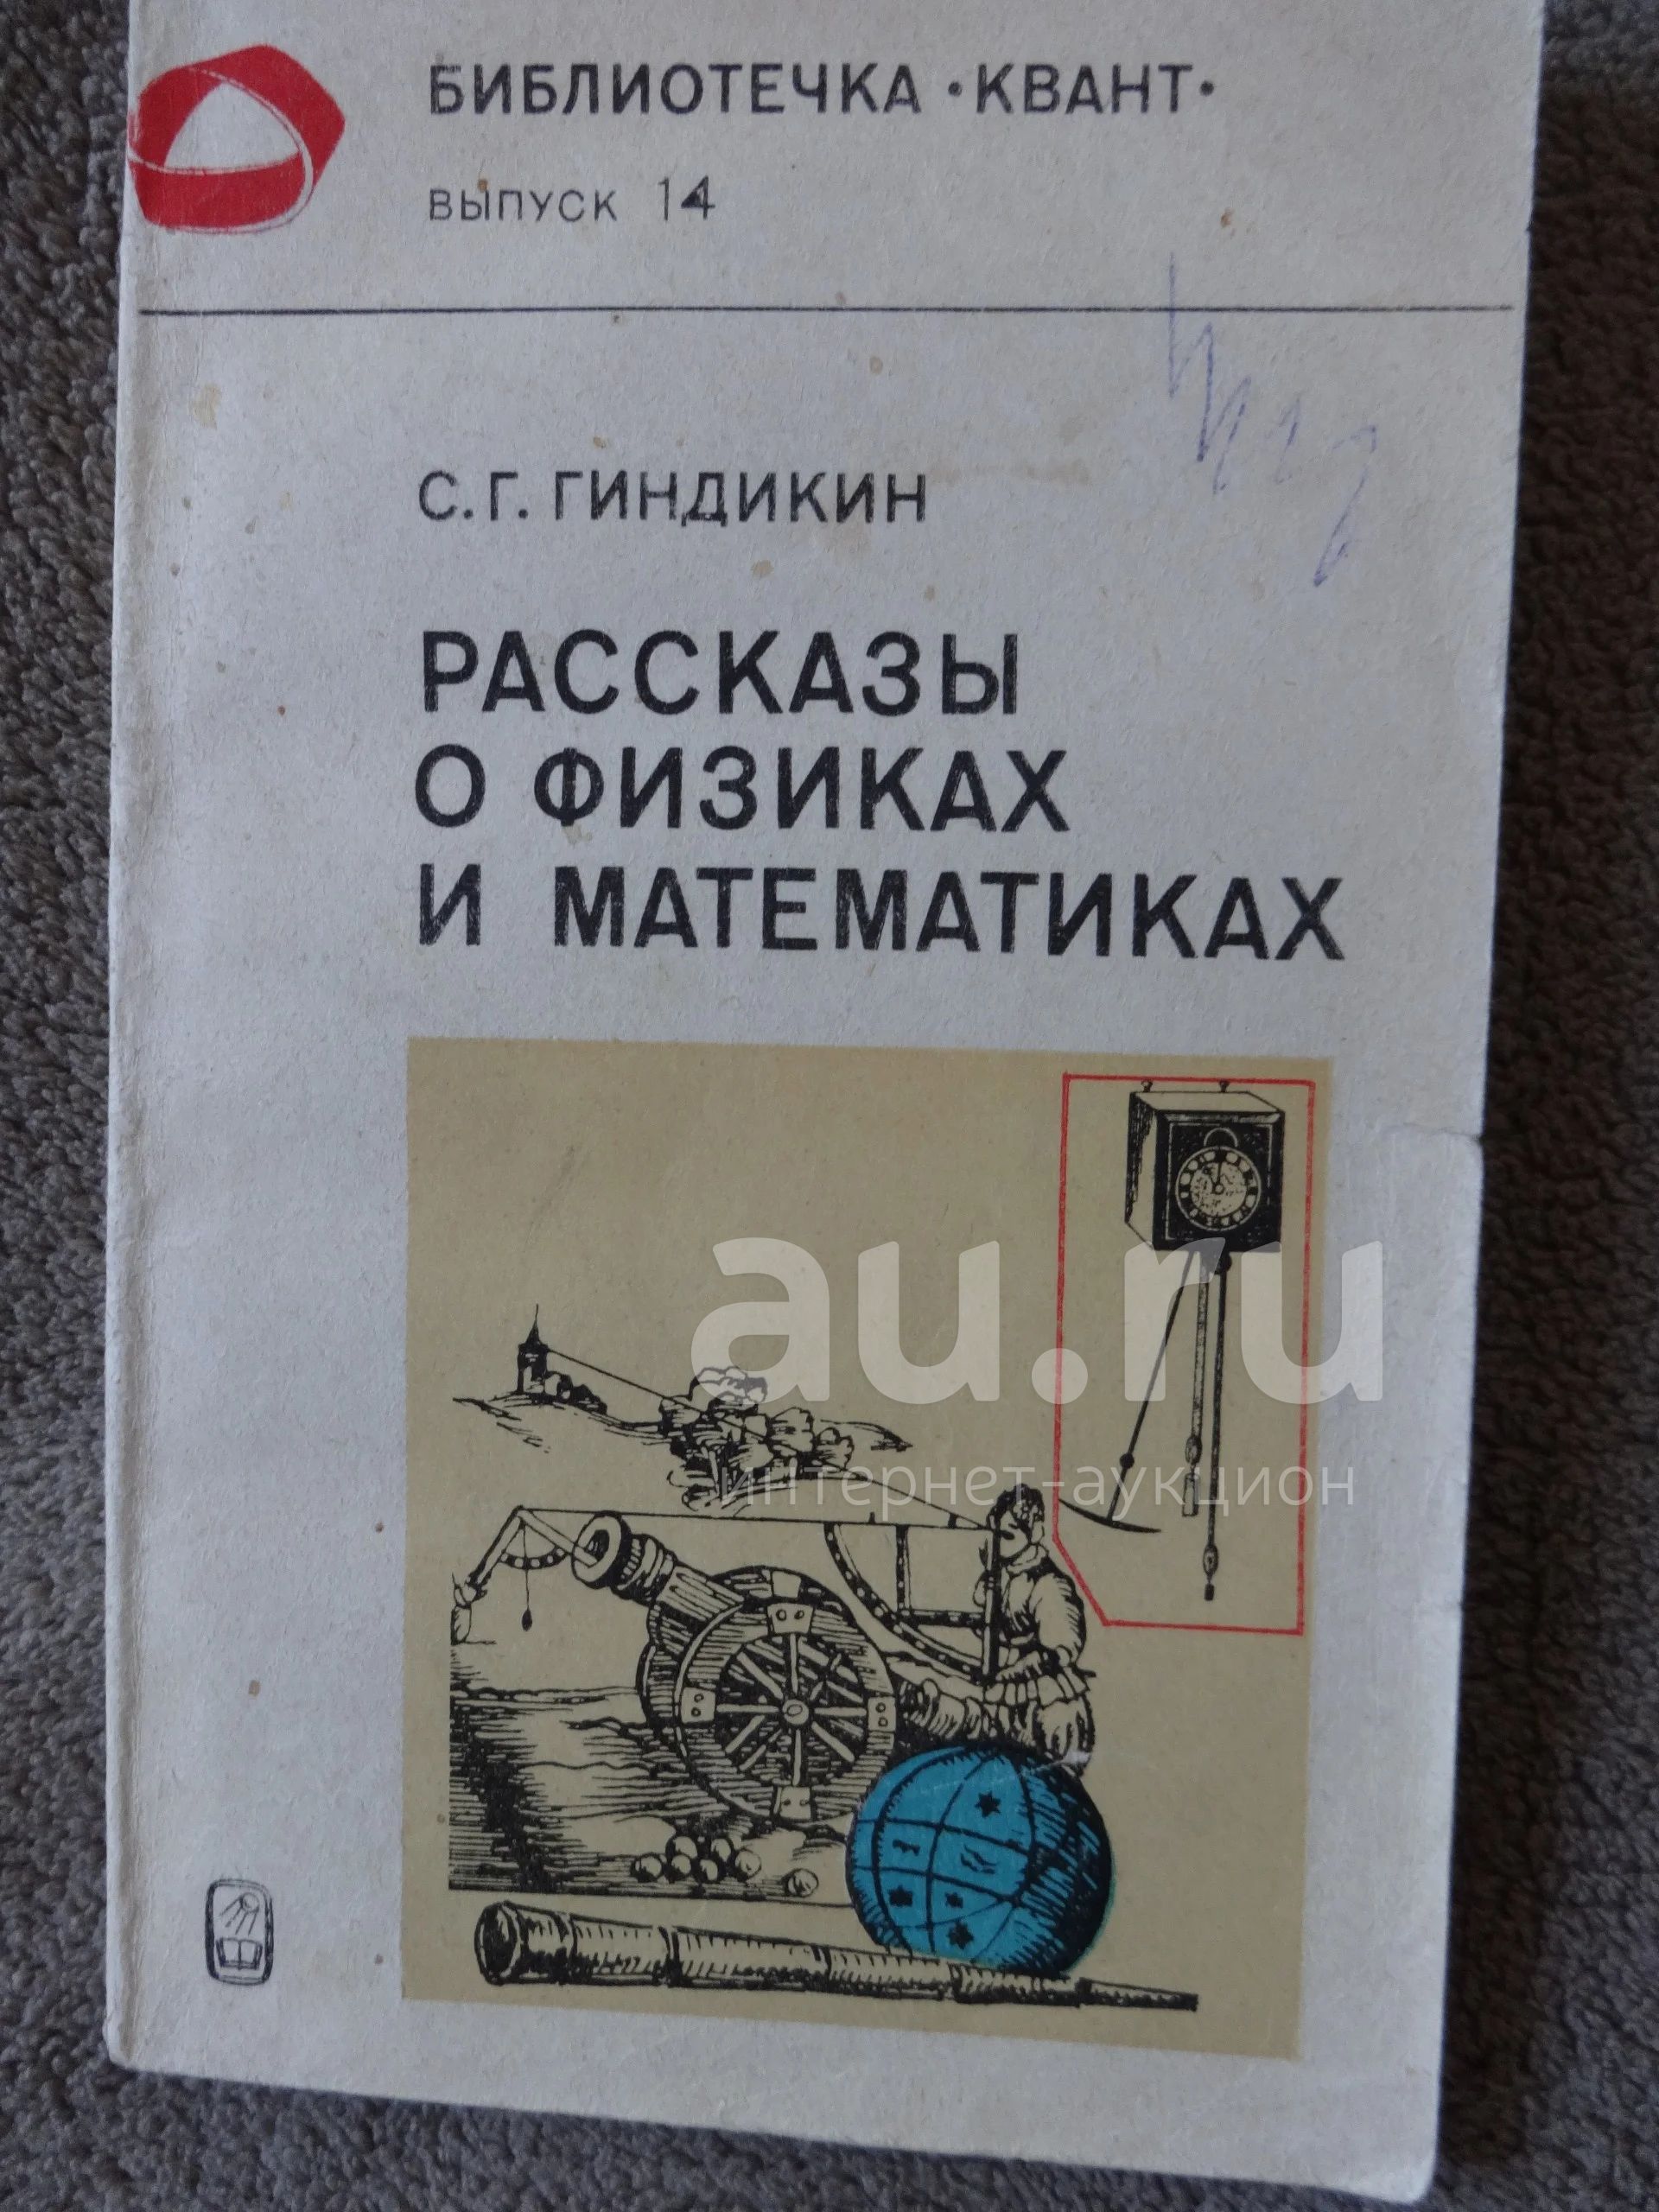 БИБЛИОТЕЧКА •КВАНТ•
ВЫПУСК 14
С.Г. ГИНДИКИН
РАССКАЗЫ
О ФИЗИКАХ
И МАТЕМАТИКАХ
au.ru
интернет-аукцион